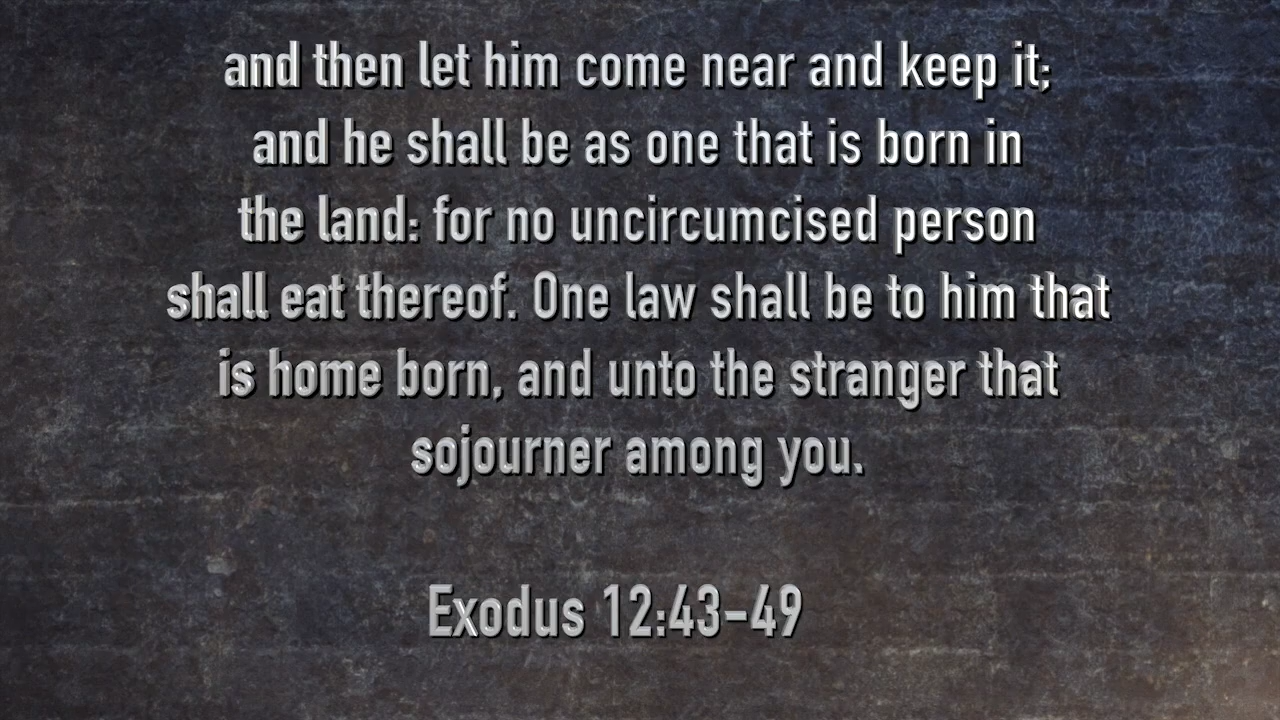 and then let him come near and keep it;
and he shall be as one that is born in
the land: for no uncircumcised person
shall eat thereof. One law shall be to him that
is home born, and unto the stranger that
sojourner among you.
Exodus 12:43-49